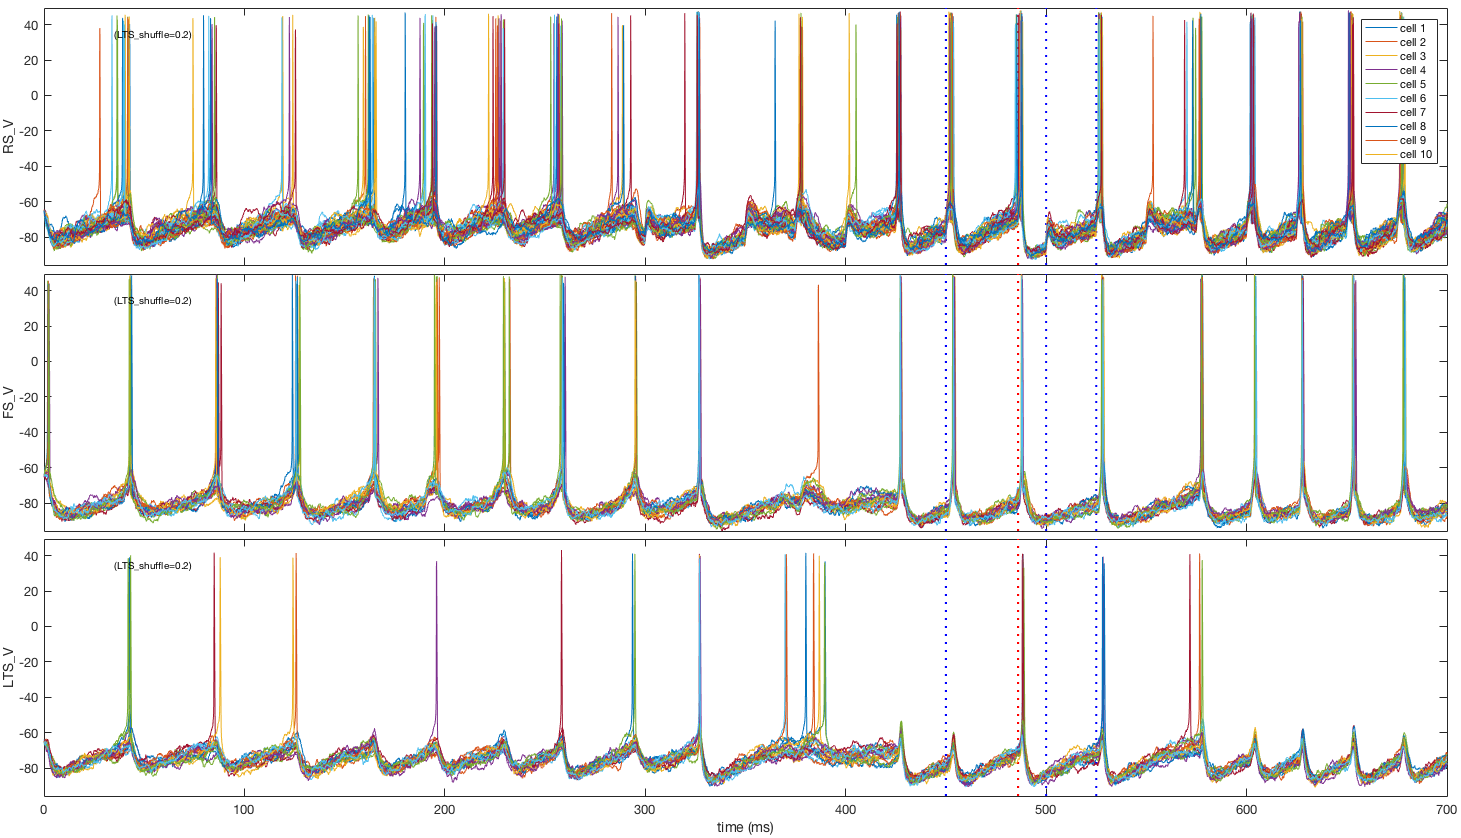 40
20
0
-20
-40
-60
-80
RS_V
(LTS_shuffle=0.2)
cell 1
cell 2
cell 3
cell 4
cell 5
cell 6
cell 7
cell 8
cell 9
cell 10
40
20
0
-20
-40
-60
-80
FS_V
(LTS_shuffle=0.2)
40
20
0
-20
-40
-60
-80
LTS_V
(LTS_shuffle=0.2)
0 100 200 300 400 500 600 700
time (ms)